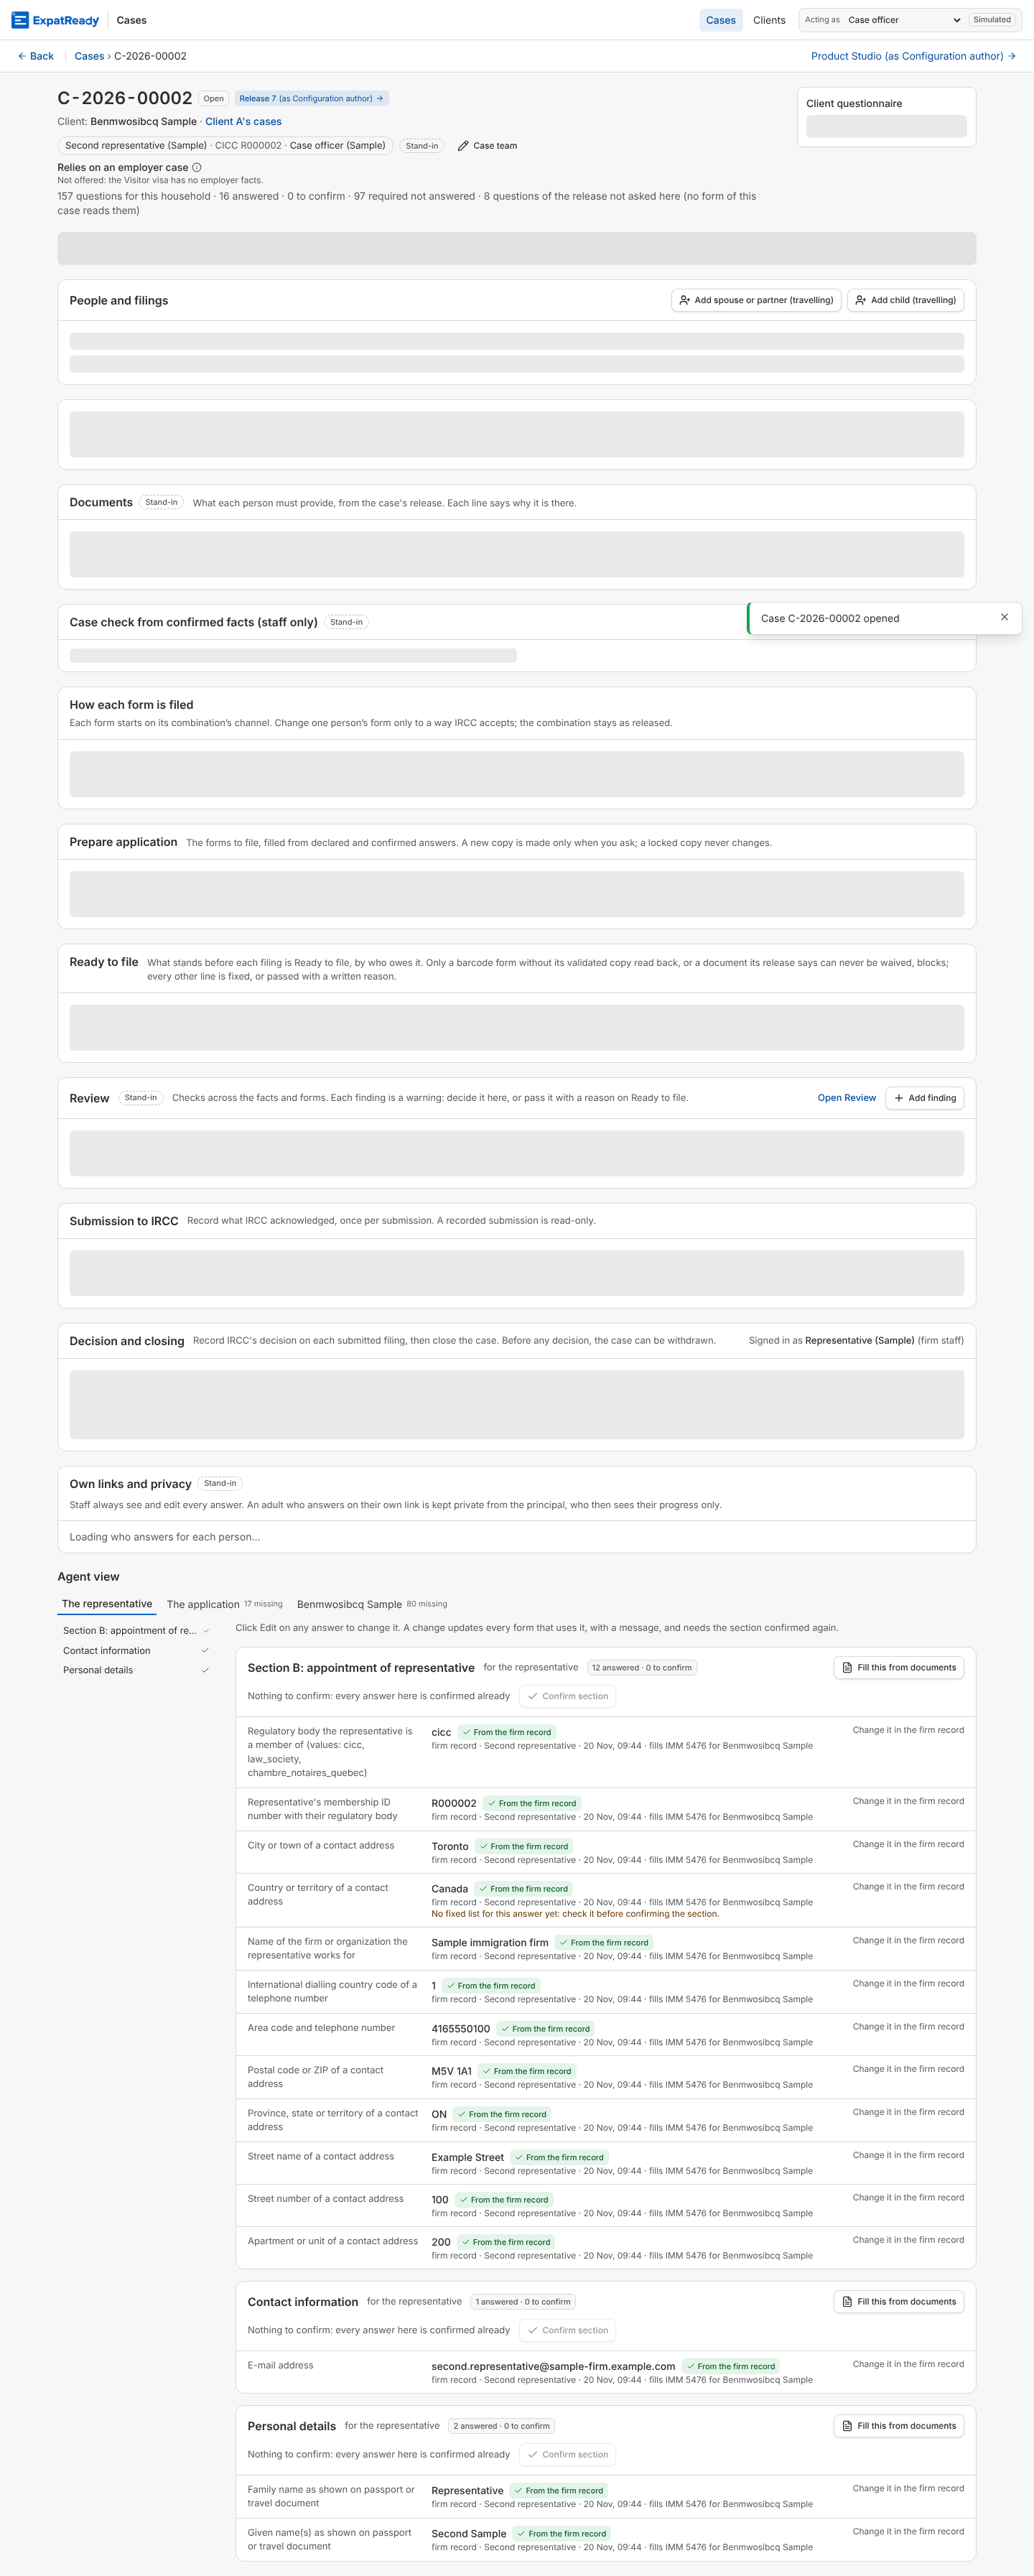 ExpatReady
Cases
Cases
Clients
Acting as Case officer
Simulated
← Back
Cases › C-2026-00002
Product Studio (as Configuration author) →
C-2026-00002
Open
Release 7 (as Configuration author) →
Client: Benmwosibcq Sample · Client A's cases
Second representative (Sample) · CICC R000002 · Case officer (Sample)
Stand-in
Case team
Relies on an employer case
Not offered: the Visitor visa has no employer facts.
157 questions for this household · 16 answered · 0 to confirm · 97 required not answered · 8 questions of the release not asked here (no form of this
case reads them)
Client questionnaire
People and filings
Add spouse or partner (travelling)
Add child (travelling)
Documents
Stand-in
What each person must provide, from the case's release. Each line says why it is there.
Case check from confirmed facts (staff only)
Stand-in
Case C-2026-00002 opened
How each form is filed
Each form starts on its combination's channel. Change one person's form only to a way IRCC accepts; the combination stays as released.
Prepare application
The forms to file, filled from declared and confirmed answers. A new copy is made only when you ask; a locked copy never changes.
Ready to file
What stands before each filing is Ready to file, by who owes it. Only a barcode form without its validated copy read back, or a document its release says can never be waived, blocks;
every other line is fixed, or passed with a written reason.
Review
Stand-in
Checks across the facts and forms. Each finding is a warning: decide it here, or pass it with a reason on Ready to file.
Open Review
Add finding
Submission to IRCC
Record what IRCC acknowledged, once per submission. A recorded submission is read-only.
Decision and closing
Record IRCC's decision on each submitted filing, then close the case. Before any decision, the case can be withdrawn.
Signed in as Representative (Sample) (firm staff)
Own links and privacy
Stand-in
Staff always see and edit every answer. An adult who answers on their own link is kept private from the principal, who then sees their progress only.
Loading who answers for each person...
Agent view
The representative
The application 17 missing
Benmwosibcq Sample 80 missing
Section B: appointment of re...
Contact information
Personal details
Click Edit on any answer to change it. A change updates every form that uses it, with a message, and needs the section confirmed again.
Section B: appointment of representative
for the representative
12 answered · 0 to confirm
Fill this from documents
Nothing to confirm: every answer here is confirmed already
Confirm section
Regulatory body the representative is
a member of (values: cicc,
law_society,
chambre_notaires_quebec)
cicc
From the firm record
firm record · Second representative · 20 Nov, 09:44 · fills IMM 5476 for Benmwosibcq Sample
Change it in the firm record
Representative's membership ID
number with their regulatory body
R000002
From the firm record
firm record · Second representative · 20 Nov, 09:44 · fills IMM 5476 for Benmwosibcq Sample
Change it in the firm record
City or town of a contact address
Toronto
From the firm record
firm record · Second representative · 20 Nov, 09:44 · fills IMM 5476 for Benmwosibcq Sample
Change it in the firm record
Country or territory of a contact
address
Canada
From the firm record
firm record · Second representative · 20 Nov, 09:44 · fills IMM 5476 for Benmwosibcq Sample
No fixed list for this answer yet: check it before confirming the section.
Change it in the firm record
Name of the firm or organization the
representative works for
Sample immigration firm
From the firm record
firm record · Second representative · 20 Nov, 09:44 · fills IMM 5476 for Benmwosibcq Sample
Change it in the firm record
International dialling country code of a
telephone number
1
From the firm record
firm record · Second representative · 20 Nov, 09:44 · fills IMM 5476 for Benmwosibcq Sample
Change it in the firm record
Area code and telephone number
4165550100
From the firm record
firm record · Second representative · 20 Nov, 09:44 · fills IMM 5476 for Benmwosibcq Sample
Change it in the firm record
Postal code or ZIP of a contact
address
M5V 1A1
From the firm record
firm record · Second representative · 20 Nov, 09:44 · fills IMM 5476 for Benmwosibcq Sample
Change it in the firm record
Province, state or territory of a contact
address
ON
From the firm record
firm record · Second representative · 20 Nov, 09:44 · fills IMM 5476 for Benmwosibcq Sample
Change it in the firm record
Street name of a contact address
Example Street
From the firm record
firm record · Second representative · 20 Nov, 09:44 · fills IMM 5476 for Benmwosibcq Sample
Change it in the firm record
Street number of a contact address
100
From the firm record
firm record · Second representative · 20 Nov, 09:44 · fills IMM 5476 for Benmwosibcq Sample
Change it in the firm record
Apartment or unit of a contact address
200
From the firm record
firm record · Second representative · 20 Nov, 09:44 · fills IMM 5476 for Benmwosibcq Sample
Change it in the firm record
Contact information
for the representative
1 answered · 0 to confirm
Fill this from documents
Nothing to confirm: every answer here is confirmed already
Confirm section
E-mail address
second.representative@sample-firm.example.com
From the firm record
firm record · Second representative · 20 Nov, 09:44 · fills IMM 5476 for Benmwosibcq Sample
Change it in the firm record
Personal details
for the representative
2 answered · 0 to confirm
Fill this from documents
Nothing to confirm: every answer here is confirmed already
Confirm section
Family name as shown on passport or
travel document
Representative
From the firm record
firm record · Second representative · 20 Nov, 09:44 · fills IMM 5476 for Benmwosibcq Sample
Change it in the firm record
Given name(s) as shown on passport
or travel document
Second Sample
From the firm record
firm record · Second representative · 20 Nov, 09:44 · fills IMM 5476 for Benmwosibcq Sample
Change it in the firm record